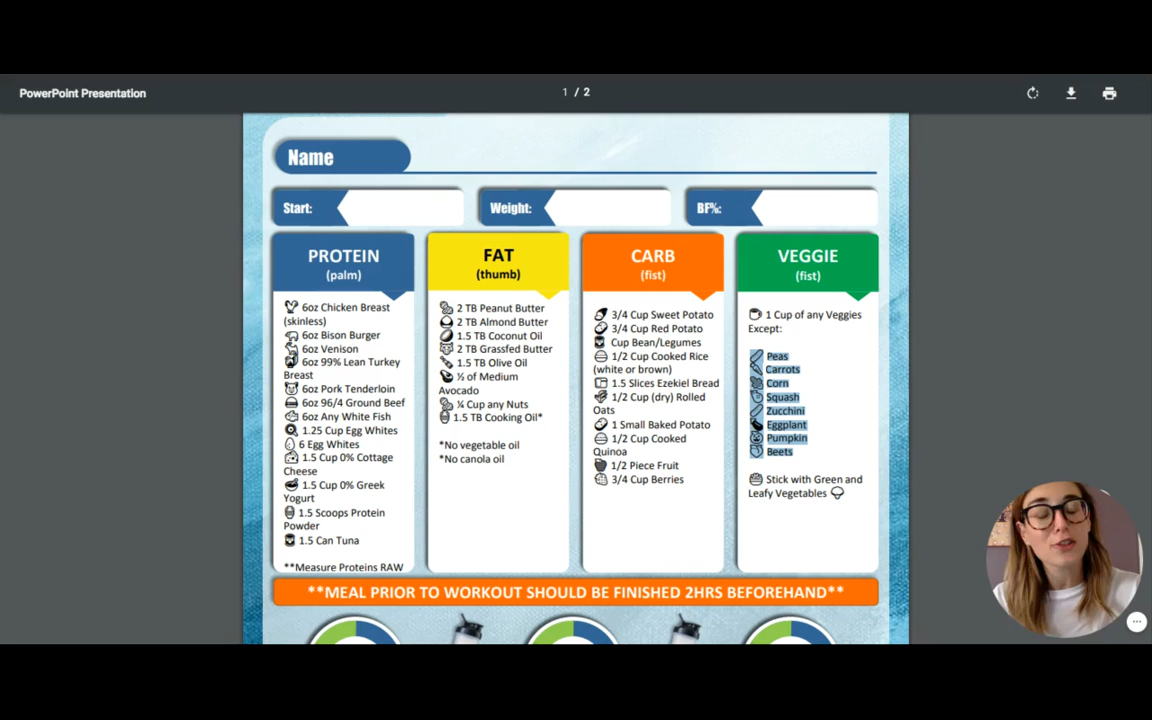 PowerPoint Presentation
1 / 2
Name
Start:
Weight:
BF%:
PROTEIN
(palm)
6oz Chicken Breast
(skinless)
6oz Bison Burger
6oz Venison
6oz 99% Lean Turkey
Breast
6oz Pork Tenderloin
6oz 96/4 Ground Beef
6oz Any White Fish
1.25 Cup Egg Whites
6 Egg Whites
1.5 Cup 0% Cottage
Cheese
1.5 Cup 0% Greek
Yogurt
1.5 Scoops Protein
Powder
1.5 Can Tuna
**Measure Proteins RAW
FAT
(thumb)
2 TB Peanut Butter
2 TB Almond Butter
1.5 TB Coconut Oil
2 TB Grassfed Butter
1.5 TB Olive Oil
½ of Medium
Avocado
¼ Cup any Nuts
1.5 TB Cooking Oil*
*No vegetable oil
*No canola oil
CARB
(fist)
3/4 Cup Sweet Potato
3/4 Cup Red Potato
Cup Bean/Legumes
1/2 Cup Cooked Rice
(white or brown)
1.5 Slices Ezekiel Bread
1/2 Cup (dry) Rolled
Oats
1 Small Baked Potato
1/2 Cup Cooked
Quinoa
1/2 Piece Fruit
3/4 Cup Berries
VEGGIE
(fist)
1 Cup of any Veggies
Except:
Peas
Carrots
Corn
Squash
Zucchini
Eggplant
Pumpkin
Beets
Stick with Green and
Leafy Vegetables
**MEAL PRIOR TO WORKOUT SHOULD BE FINISHED 2HRS BEFOREHAND**